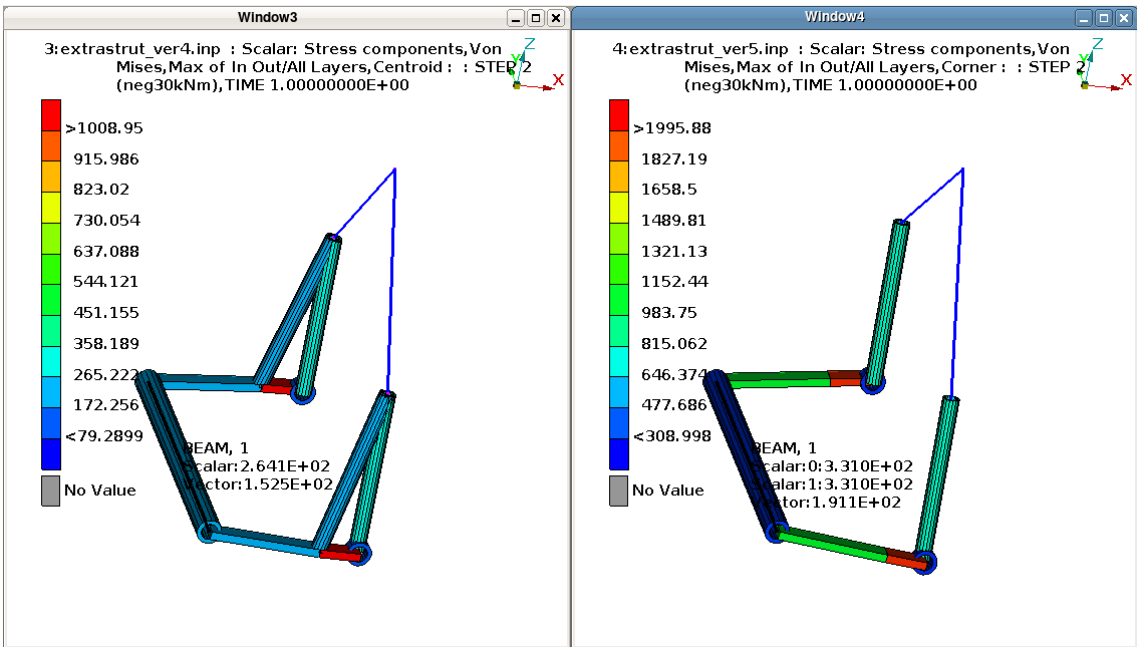 Window3
3:extrastrut_ver4.inp : Scalar: Stress components,Von
Mises,Max of In Out/All Layers,Centroid : : STEP 2
(neg30kNm),TIME 1.00000000E+00
Z
Y
X
>1008.95
915.986
823.02
730.054
637.088
544.121
451.155
358.189
265.222
172.256
<79.2899
No Value
BEAM, 1
Scalar:2.641E+02
Vector:1.525E+02
Window4
4:extrastrut_ver5.inp : Scalar: Stress components,Von
Mises,Max of In Out/All Layers,Corner : : STEP 2
(neg30kNm),TIME 1.00000000E+00
Z
Y
X
>1995.88
1827.19
1658.5
1489.81
1321.13
1152.44
983.75
815.062
646.374
477.686
<308.998
No Value
BEAM, 1
Scalar:0:3.310E+02
Scalar:1:3.310E+02
Vector:1.911E+02